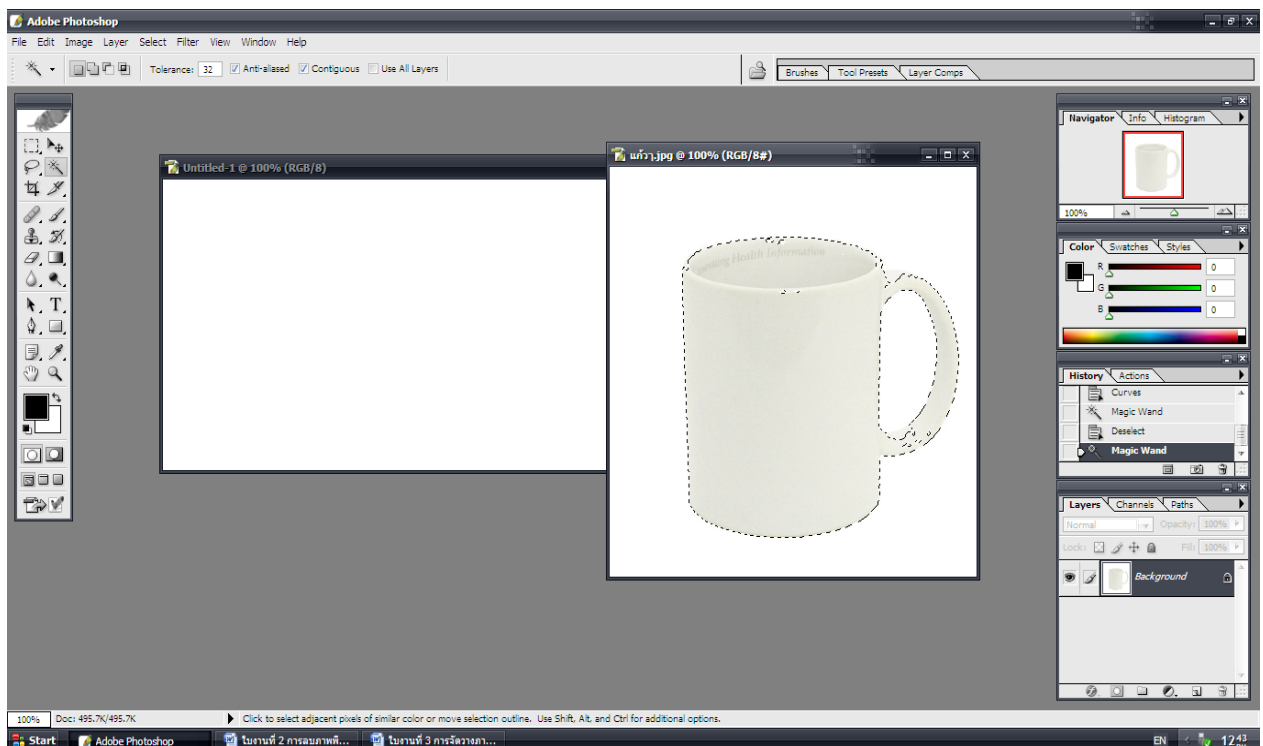 Adobe Photoshop
File Edit Image Layer Select Filter View Window Help
Tolerance: 32 Anti-aliased Contiguous Use All Layers
Brushes Tool Presets Layer Comps
Navigator Info Histogram
100%
Untitled-1 @ 100% (RGB/8)
แก้วๆ.jpg @ 100% (RGB/8#)
Health Information
Color Swatches Styles
R 0
G 0
B 0
History Actions
Curves
Magic Wand
Deselect
Magic Wand
Layers Channels Paths
Normal Opacity: 100%
Lock: Fill: 100%
Background
100% Doc: 495.7K/495.7K Click to select adjacent pixels of similar color or move selection outline. Use Shift, Alt, and Ctrl for additional options.
Start Adobe Photoshop ใบงานที่ 2 การลบภาพพื... ใบงานที่ 3 การจัดวางภา... EN 12 43